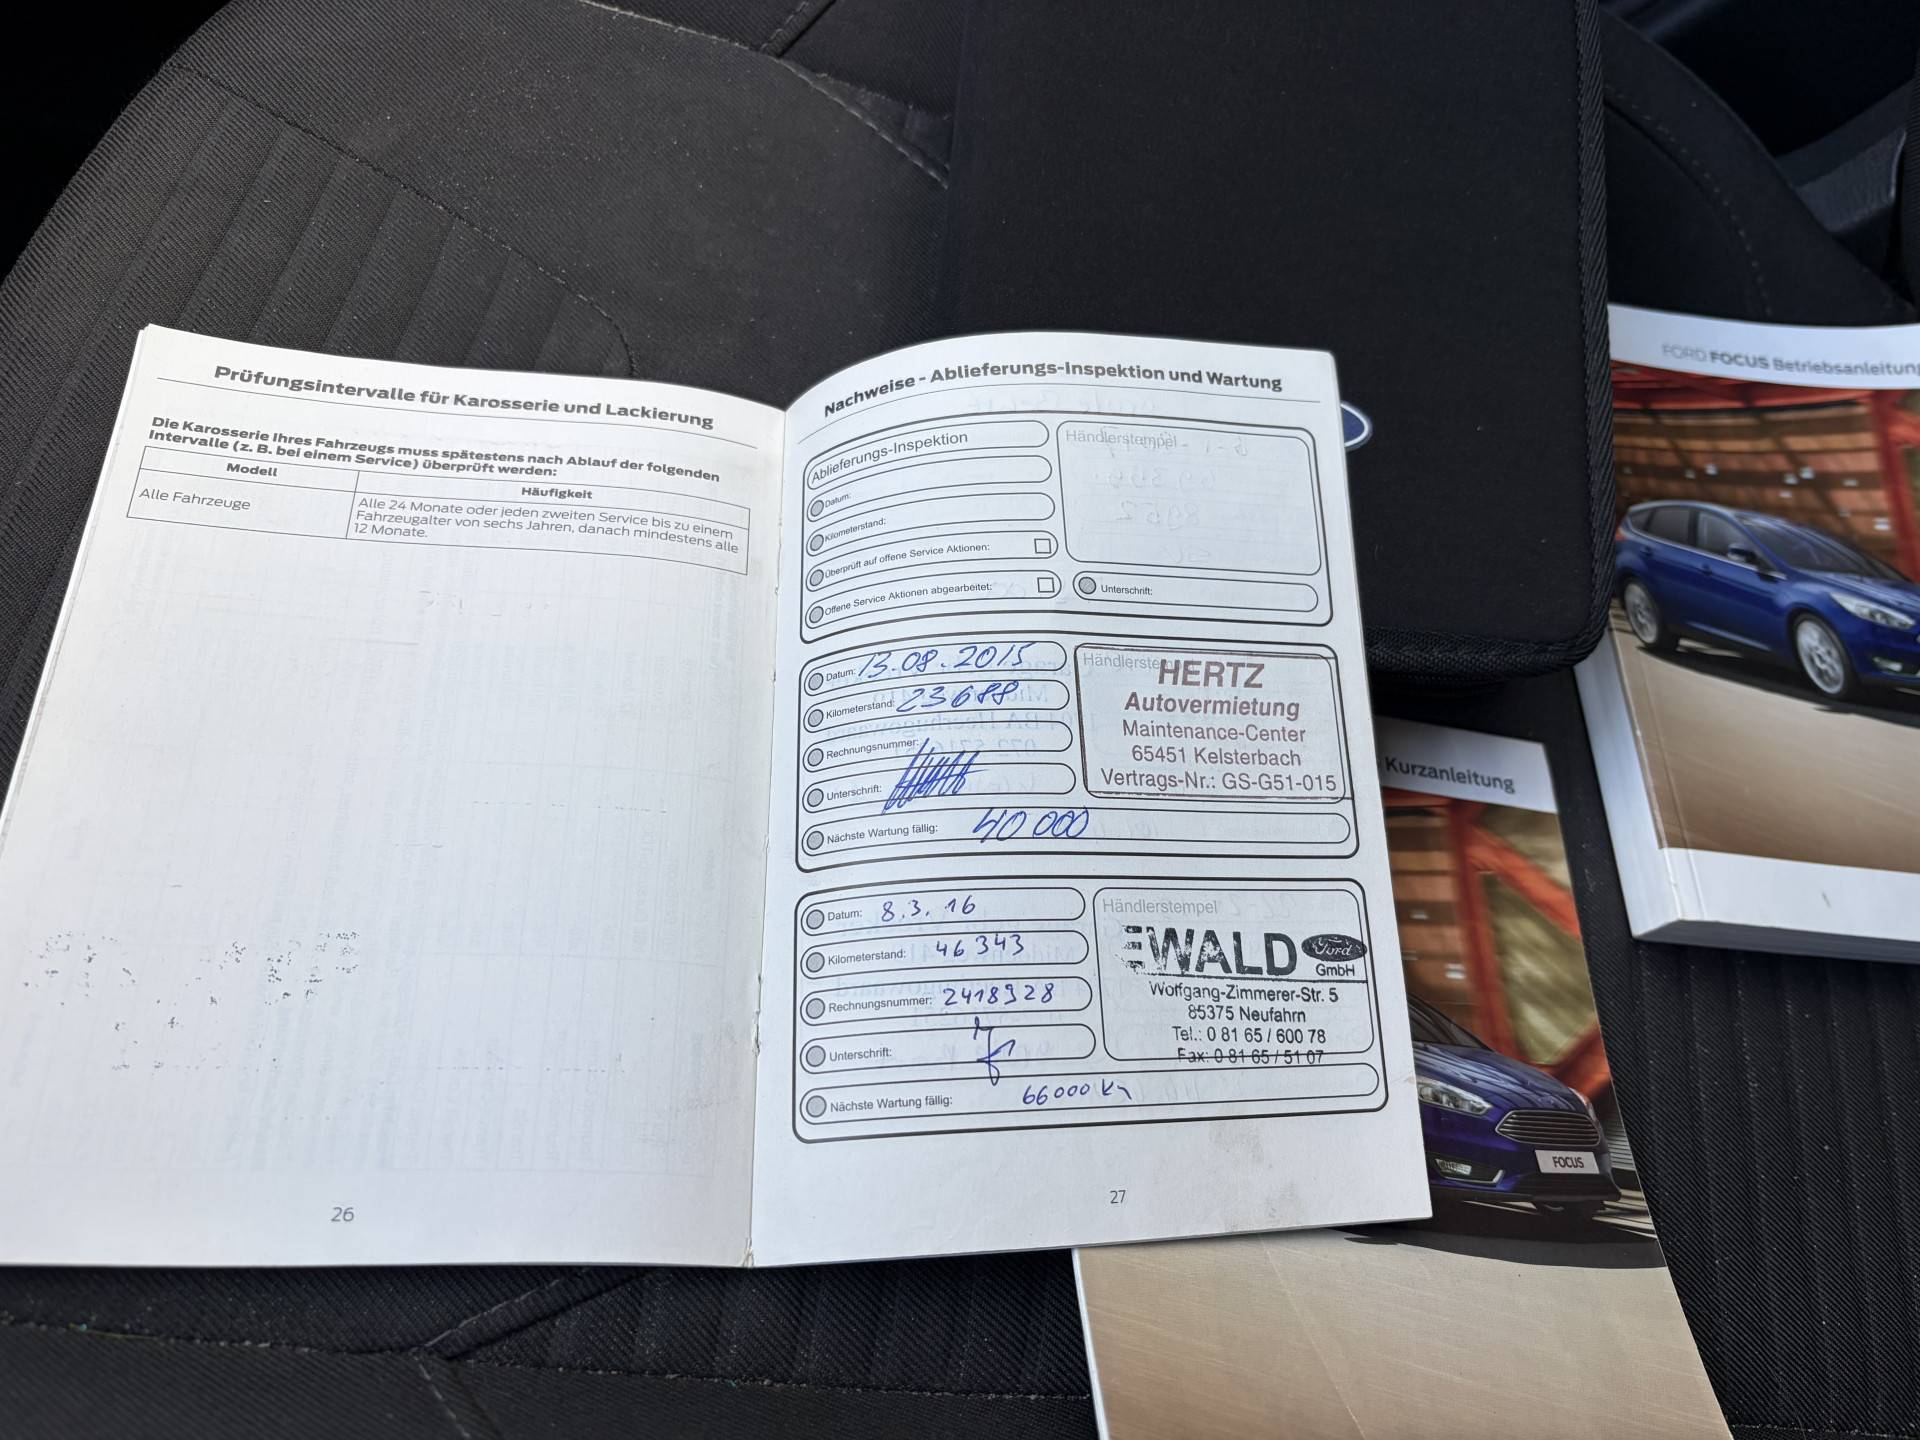 Prüfungsintervalle für Karosserie und Lackierung
Die Karosserie Ihres Fahrzeugs muss spätestens nach Ablauf der folgenden
Intervalle (z. B. bei einem Service) überprüft werden:
Modell
Häufigkeit
Alle Fahrzeuge
Alle 24 Monate oder jeden zweiten Service bis zu einem
Fahrzeugalter von sechs Jahren, danach mindestens alle
12 Monate.
26
Nachweise - Ablieferungs-Inspektion und Wartung
Ablieferungs-Inspektion
Händlerstempel
Datum:
Kilometerstand:
Überprüft auf offene Service Aktionen:
Offene Service Aktionen abgearbeitet:
Unterschrift:
Datum: 13.08.2015
Kilometerstand: 23688
Rechnungsnummer:
Unterschrift:
Nächste Wartung fällig: 40 000
HERTZ
Autovermietung
Maintenance-Center
65451 Kelsterbach
Vertrags-Nr.: GS-G51-015
Datum: 8.3.16
Kilometerstand: 46 343
Rechnungsnummer: 2418928
Unterschrift:
Nächste Wartung fällig: 66000 km
Händlerstempel
EWALD Ford
GmbH
Wolfgang-Zimmerer-Str. 5
85375 Neufahrn
Tel.: 0 81 65 / 600 78
Fax: 0 81 65 / 51 07
27
FORD FOCUS Betriebsanleitung
Kurzanleitung
FOCUS